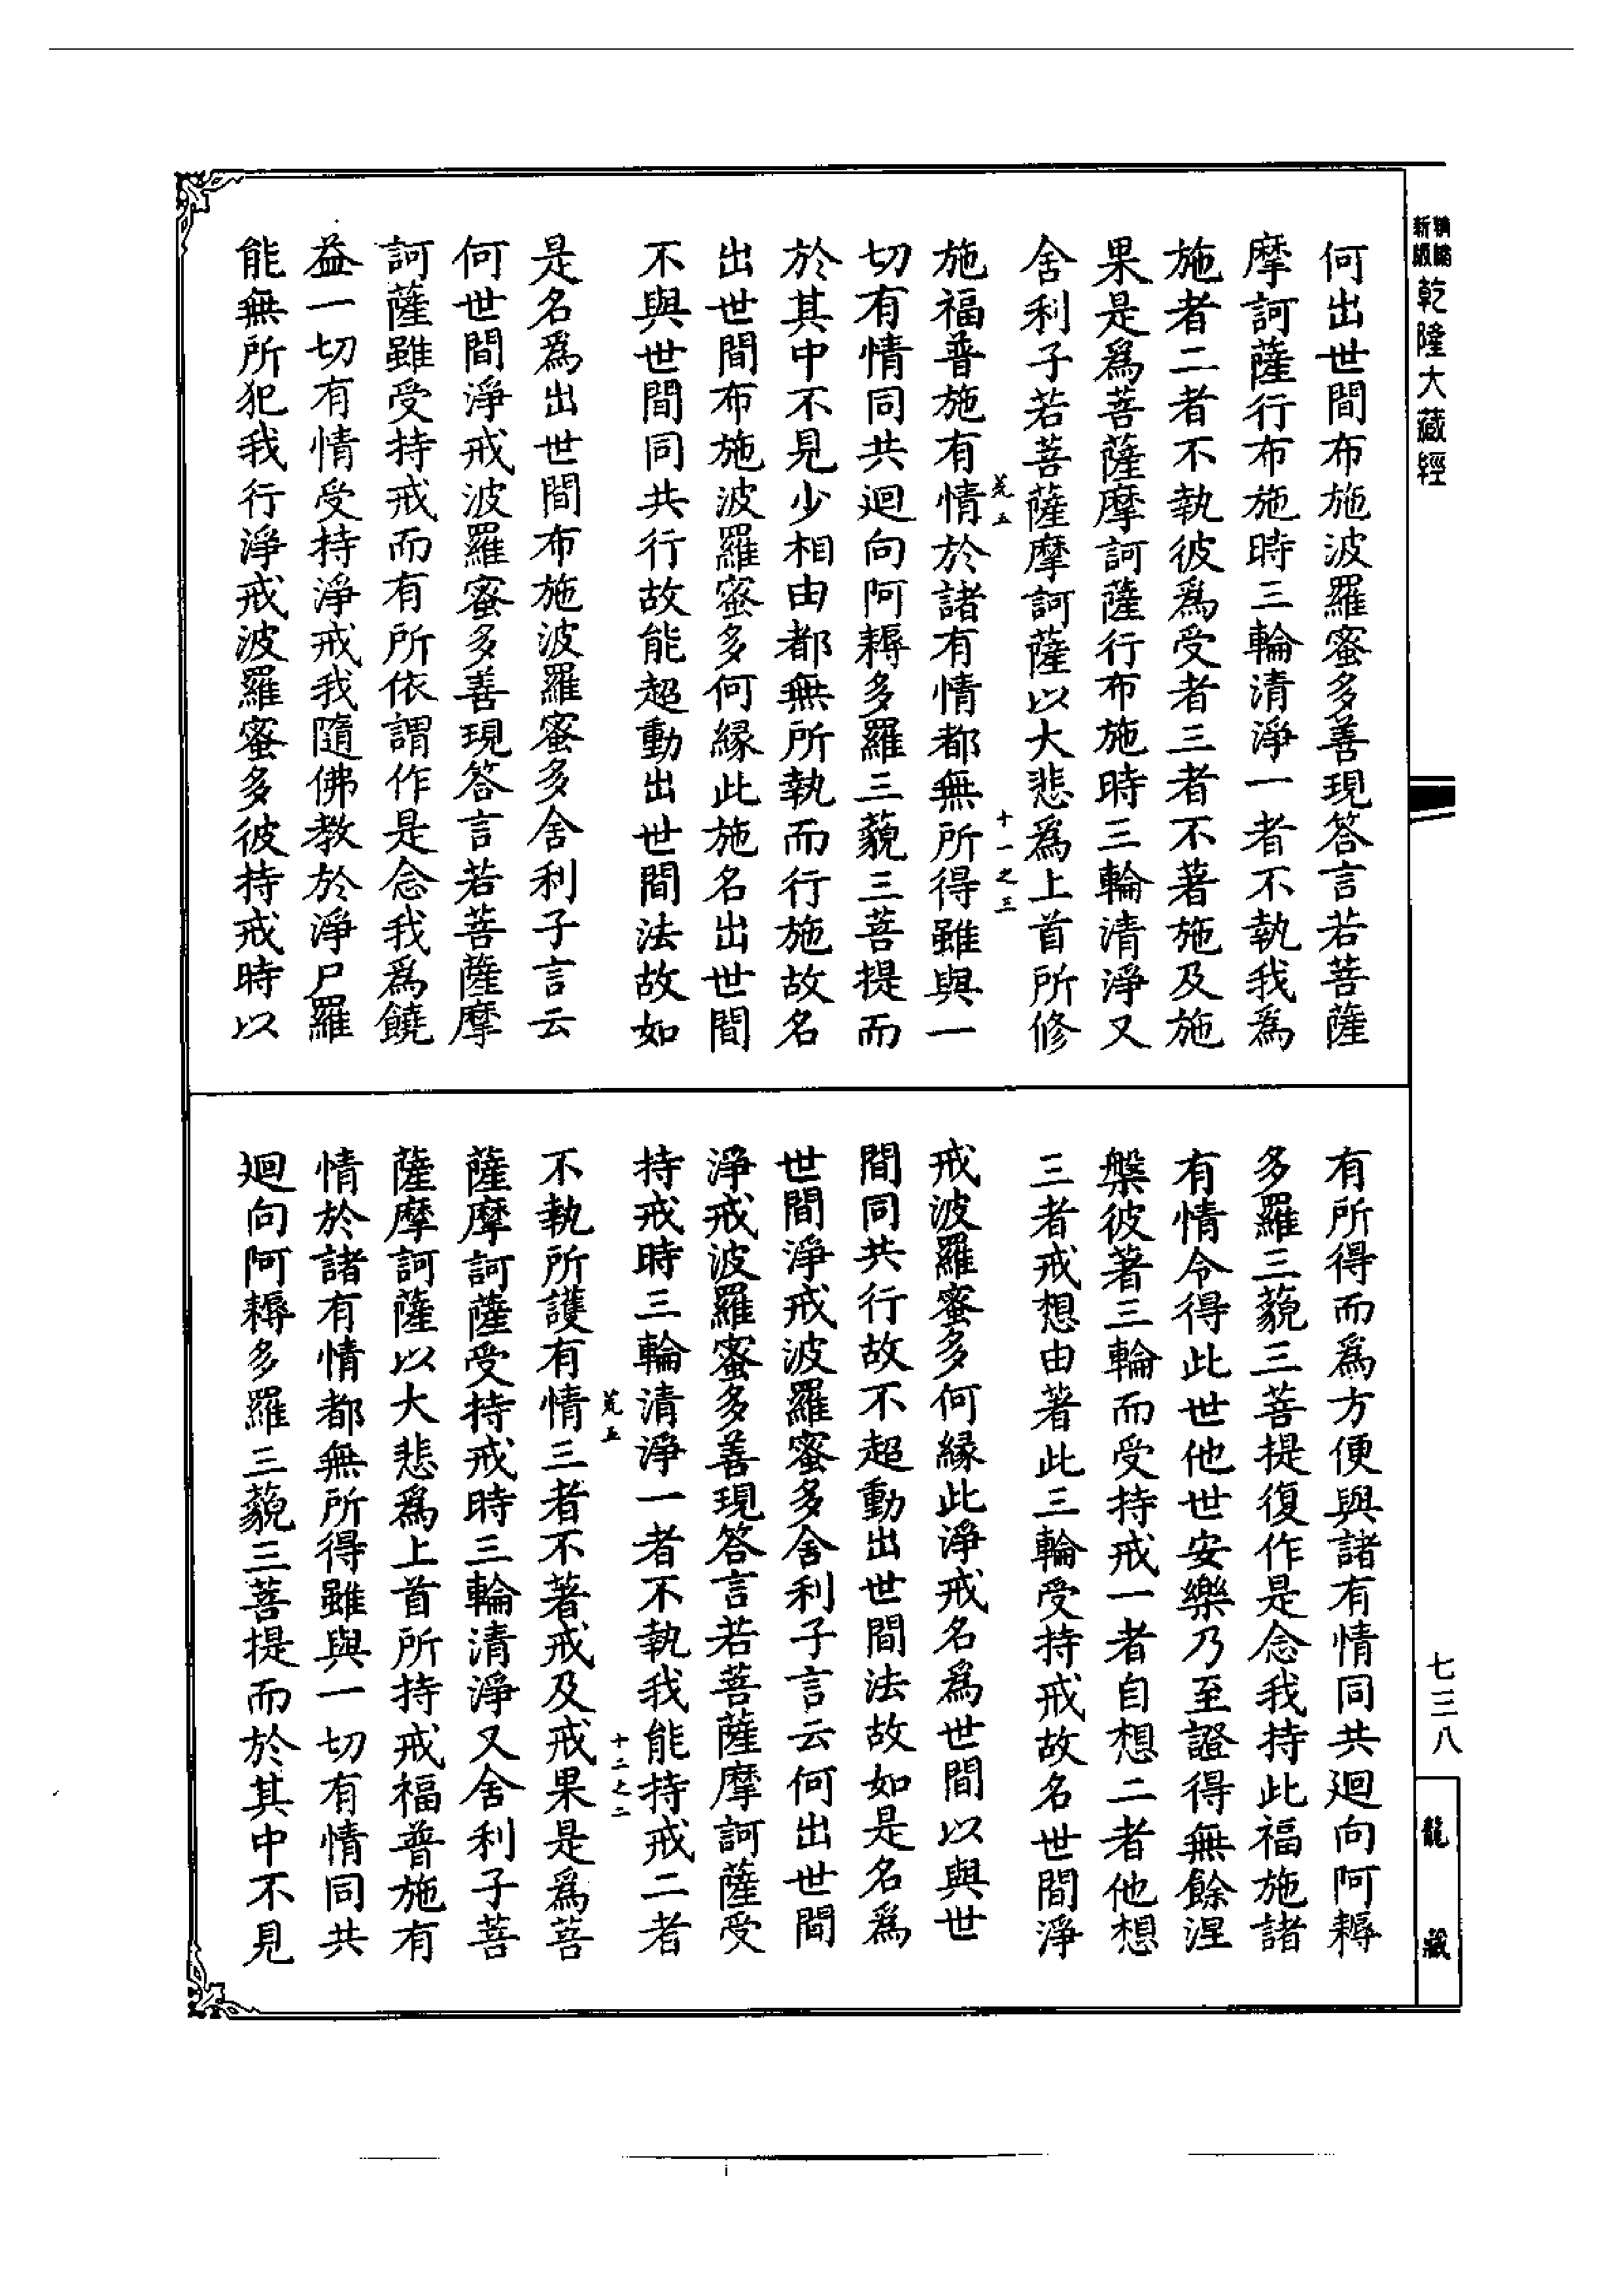 精縮新版
乾隆大藏經
何出世間布施波羅蜜多善現答言若菩薩
摩訶薩行布施時三輪清淨一者不執我為
施者二者不執彼為受者三者不著施及施
果是為菩薩摩訶薩行布施時三輪清淨又
舍利子若菩薩摩訶薩以大悲為上首所修
荒五
十一之三
施福普施有情於諸有情都無所得雖與一
切有情同共迴向阿耨多羅三藐三菩提而
於其中不見少相由都無所執而行施故名
出世間布施波羅蜜多何緣此施名出世間
不與世間同共行故能超動出世間法故如
是名為出世間布施波羅蜜多舍利子言云
何世間淨戒波羅蜜多善現答言若菩薩摩
訶薩雖受持戒而有所依謂作是念我為饒
益一切有情受持淨戒我隨佛教於淨尸羅
能無所犯我行淨戒波羅蜜多彼持戒時以
有所得而為方便與諸有情同共迴向阿耨
多羅三藐三菩提復作是念我持此福施諸
有情令得此世他世安樂乃至證得無餘涅
槃彼著三輪而受持戒一者自想二者他想
三者戒想由著此三輪受持戒故名世間淨
戒波羅蜜多何緣此淨戒名為世間以與世
間同共行故不超動出世間法故如是名為
世間淨戒波羅蜜多舍利子言云何出世間
淨戒波羅蜜多善現答言若菩薩摩訶薩受
持戒時三輪清淨一者不執我能持戒二者
荒五
十二之二
不執所護有情三者不著戒及戒果是為菩
薩摩訶薩受持戒時三輪清淨又舍利子菩
薩摩訶薩以大悲為上首所持戒福普施有
情於諸有情都無所得雖與一切有情同共
迴向阿耨多羅三藐三菩提而於其中不見
七三八
龍藏